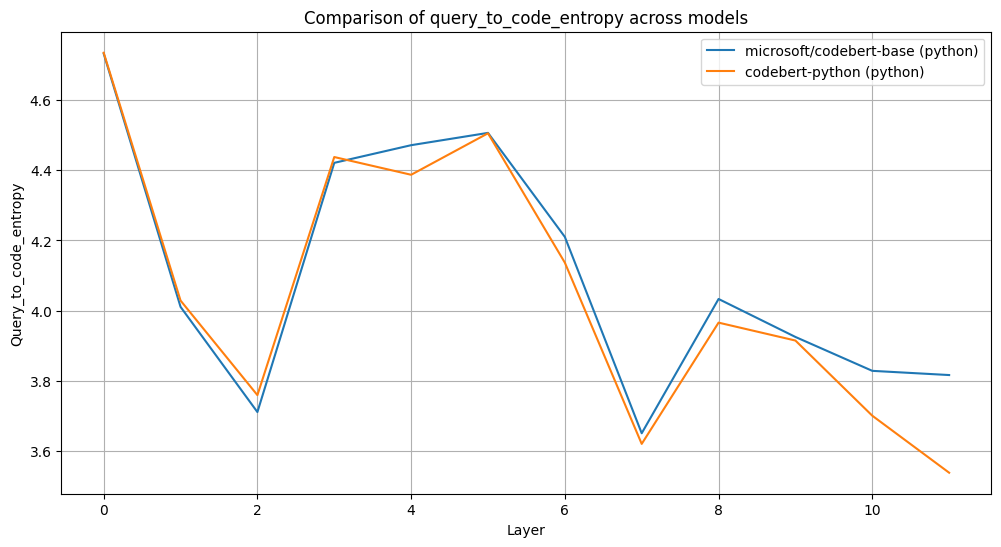 Comparison of query_to_code_entropy across models
microsoft/codebert-base (python)
codebert-python (python)
Query_to_code_entropy
4.6
4.4
4.2
4.0
3.8
3.6
0 2 4 6 8 10
Layer